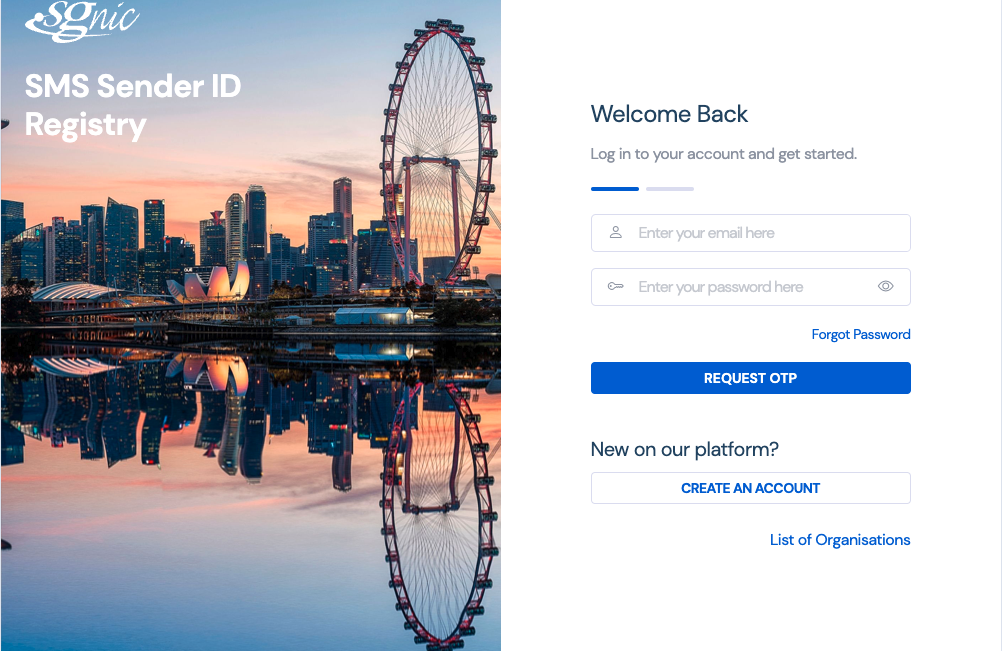 sgnic
SMS Sender ID
Registry
Welcome Back
Log in to your account and get started.
Enter your email here
Enter your password here
Forgot Password
REQUEST OTP
New on our platform?
CREATE AN ACCOUNT
List of Organisations